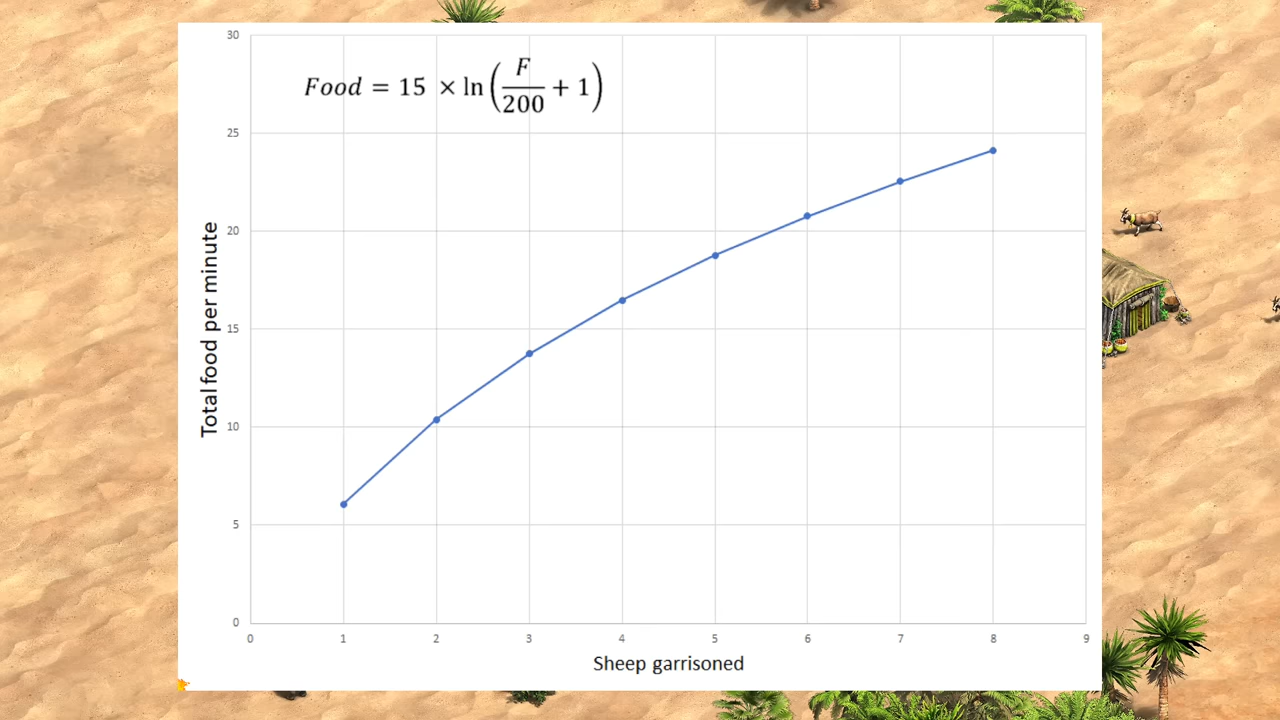 30
Food = 15 × ln(F/200 + 1)
25
20
15
10
5
0
Total food per minute
0 1 2 3 4 5 6 7 8 9
Sheep garrisoned